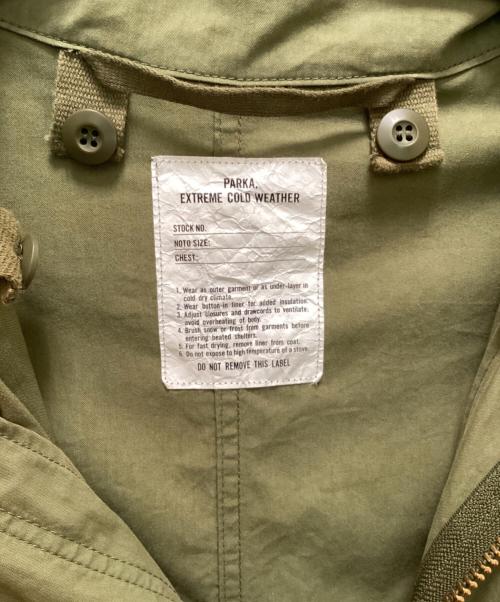 PARKA,
EXTREME COLD WEATHER
STOCK NO.
NOTO SIZE:
CHEST:
1. Wear as outer garment or as under-layer in
cold dry climate.
2. Wear button-in liner for added insulation.
3. Adjust closures and drawcords to ventilate,
avoid overheating of body.
4. Brush snow or frost from garments before
entering heated shelters.
5. For fast drying, remove liner from coat.
6. Do not expose to high temperature of a stove.
DO NOT REMOVE THIS LABEL